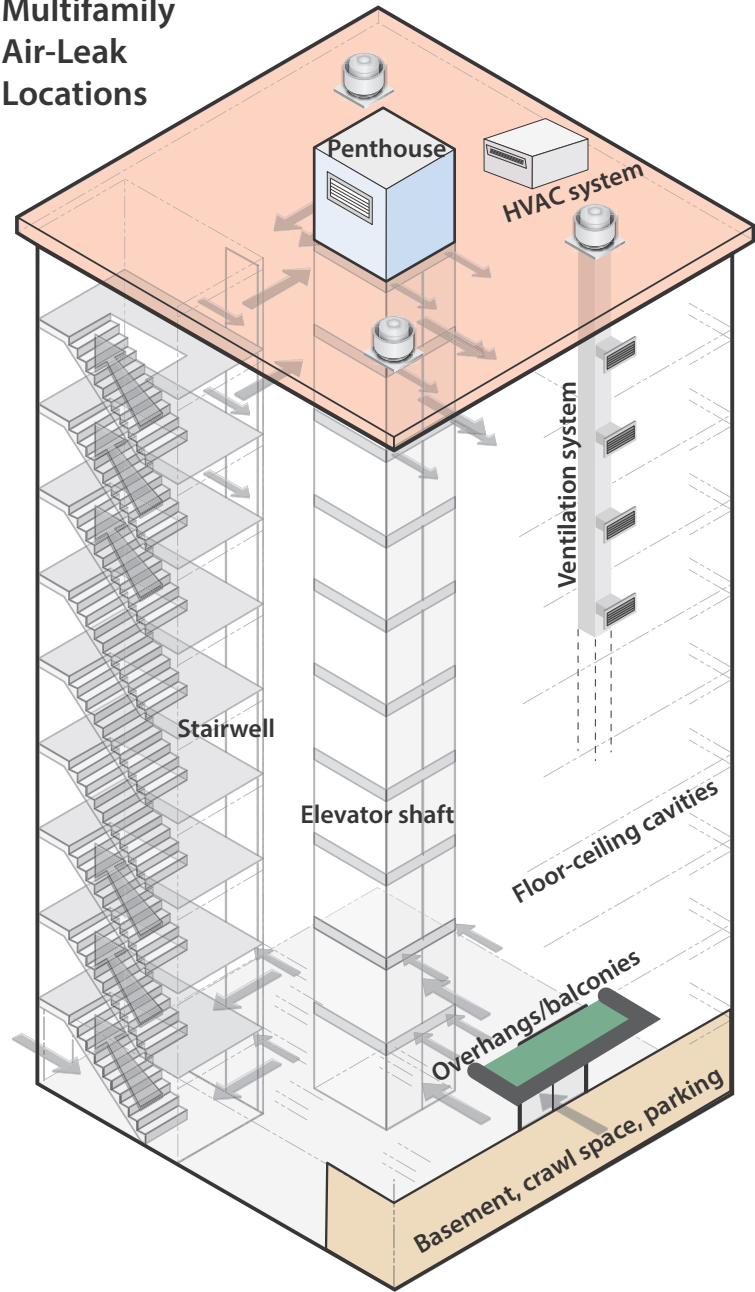 Multifamily
Air-Leak
Locations
Penthouse
HVAC system
Ventilation system
Stairwell
Elevator shaft
Floor-ceiling cavities
Overhangs/balconies
Basement, crawl space, parking